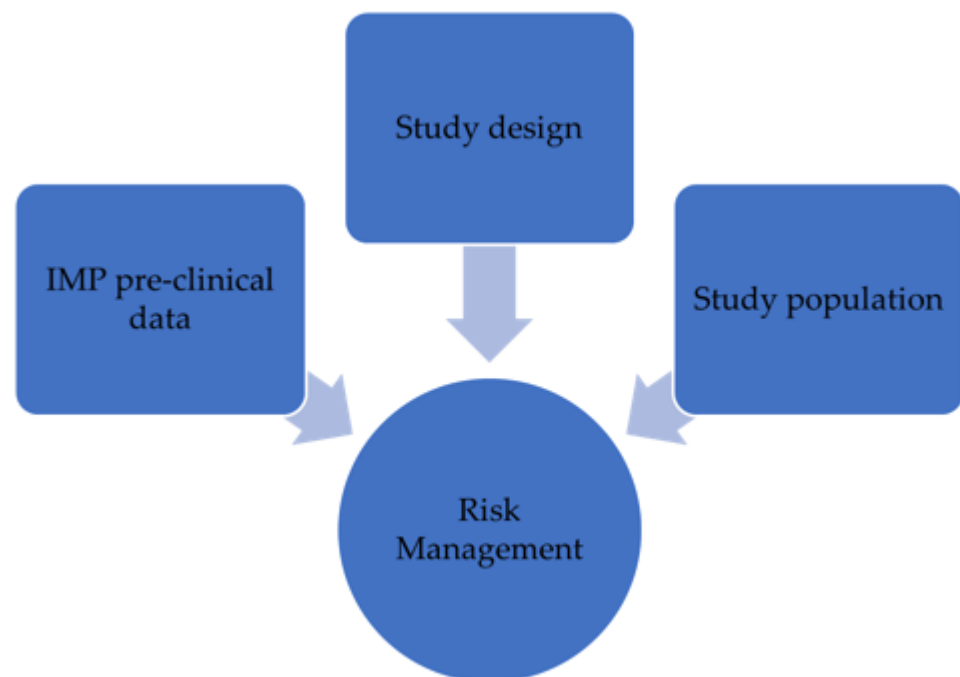 Study design
IMP pre-clinical
data
Study population
Risk
Management